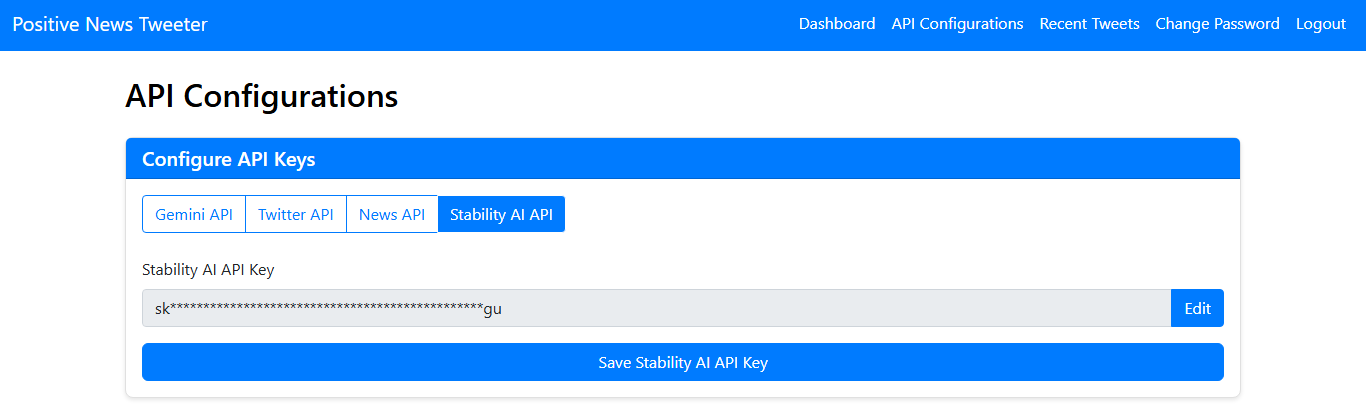 Positive News Tweeter Dashboard API Configurations Recent Tweets Change Password Logout
API Configurations
Configure API Keys
Gemini API Twitter API News API Stability AI API
Stability AI API Key
sk***********************************************gu Edit
Save Stability AI API Key